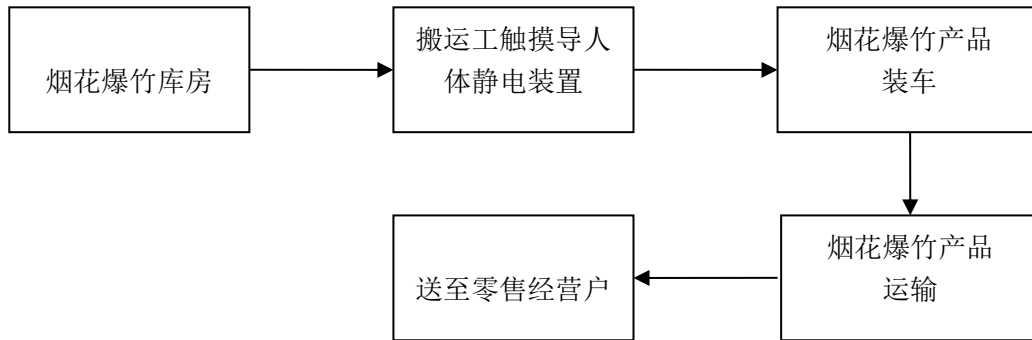 烟花爆竹库房
搬运工触摸导人
体静电装置
烟花爆竹产品
装车
烟花爆竹产品
运输
送至零售经营户